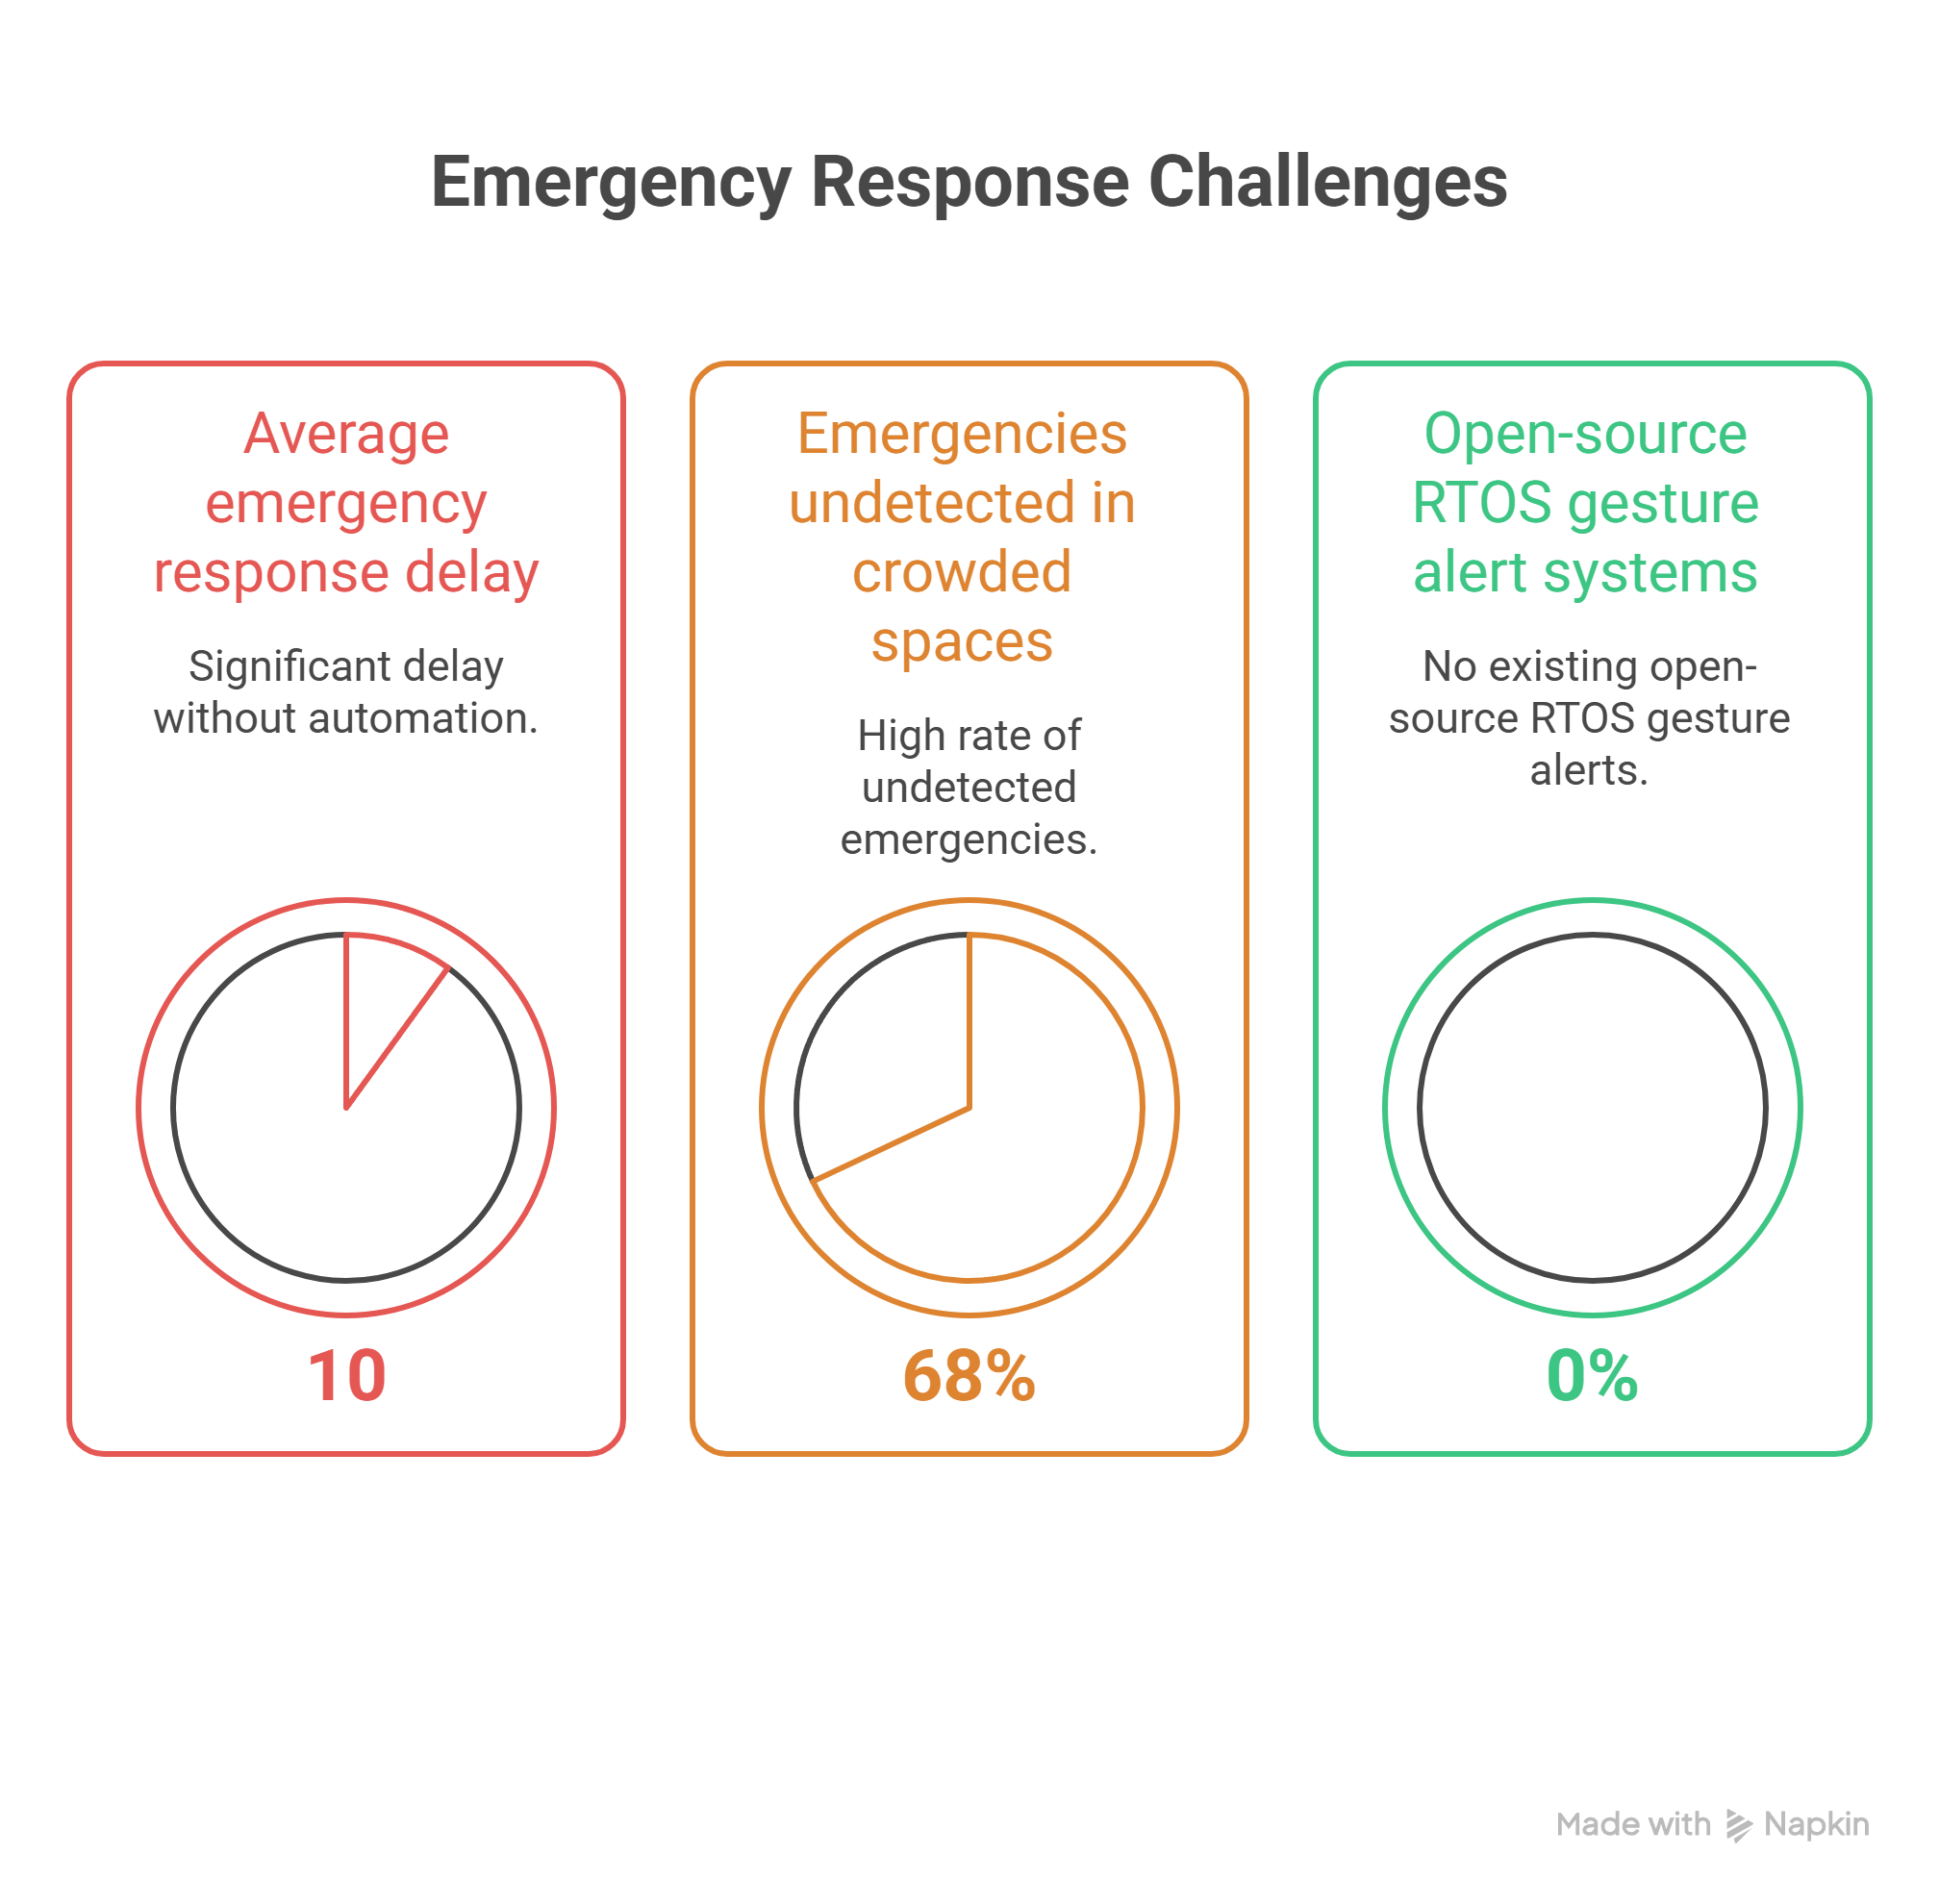 Emergency Response Challenges
Average
emergency
response delay
Significant delay
without automation.
10
Emergencies
undetected in
crowded
spaces
High rate of
undetected
emergencies.
68%
Open-source
RTOS gesture
alert systems
No existing open-
source RTOS gesture
alerts.
0%
Made with Napkin